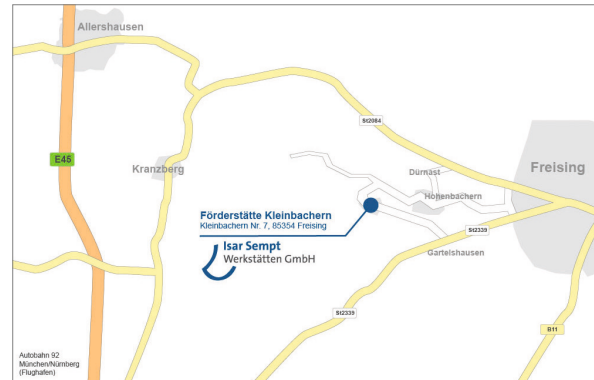 Allershausen
St2084
E45
Kranzberg
Dürnast
Freising
Hohenbachern
Förderstätte Kleinbachern
Kleinbachern Nr. 7, 85354 Freising
St2339
Isar Sempt
Werkstätten GmbH
Gartelshausen
St2339
B11
Autobahn 92
München/Nürnberg
(Flughafen)